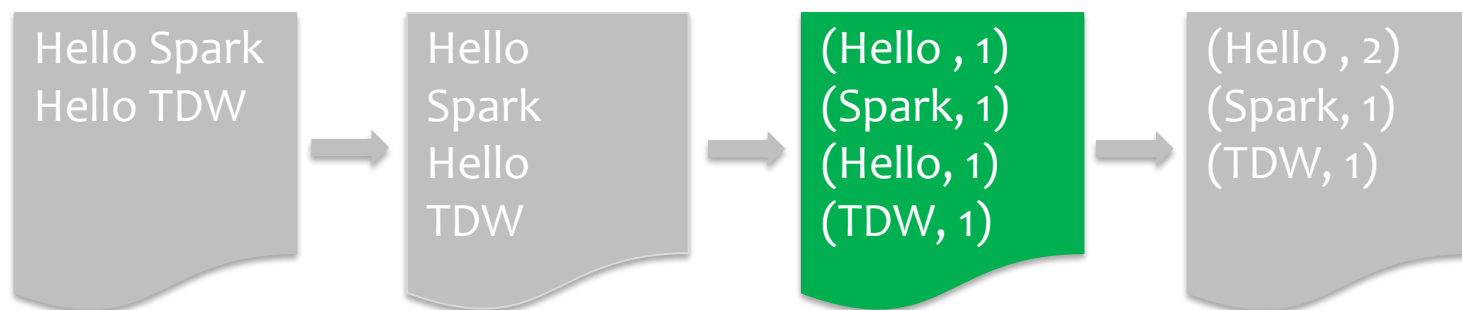 Hello Spark
Hello TDW
Hello
Spark
Hello
TDW
(Hello , 1)
(Spark, 1)
(Hello, 1)
(TDW, 1)
(Hello , 2)
(Spark, 1)
(TDW, 1)